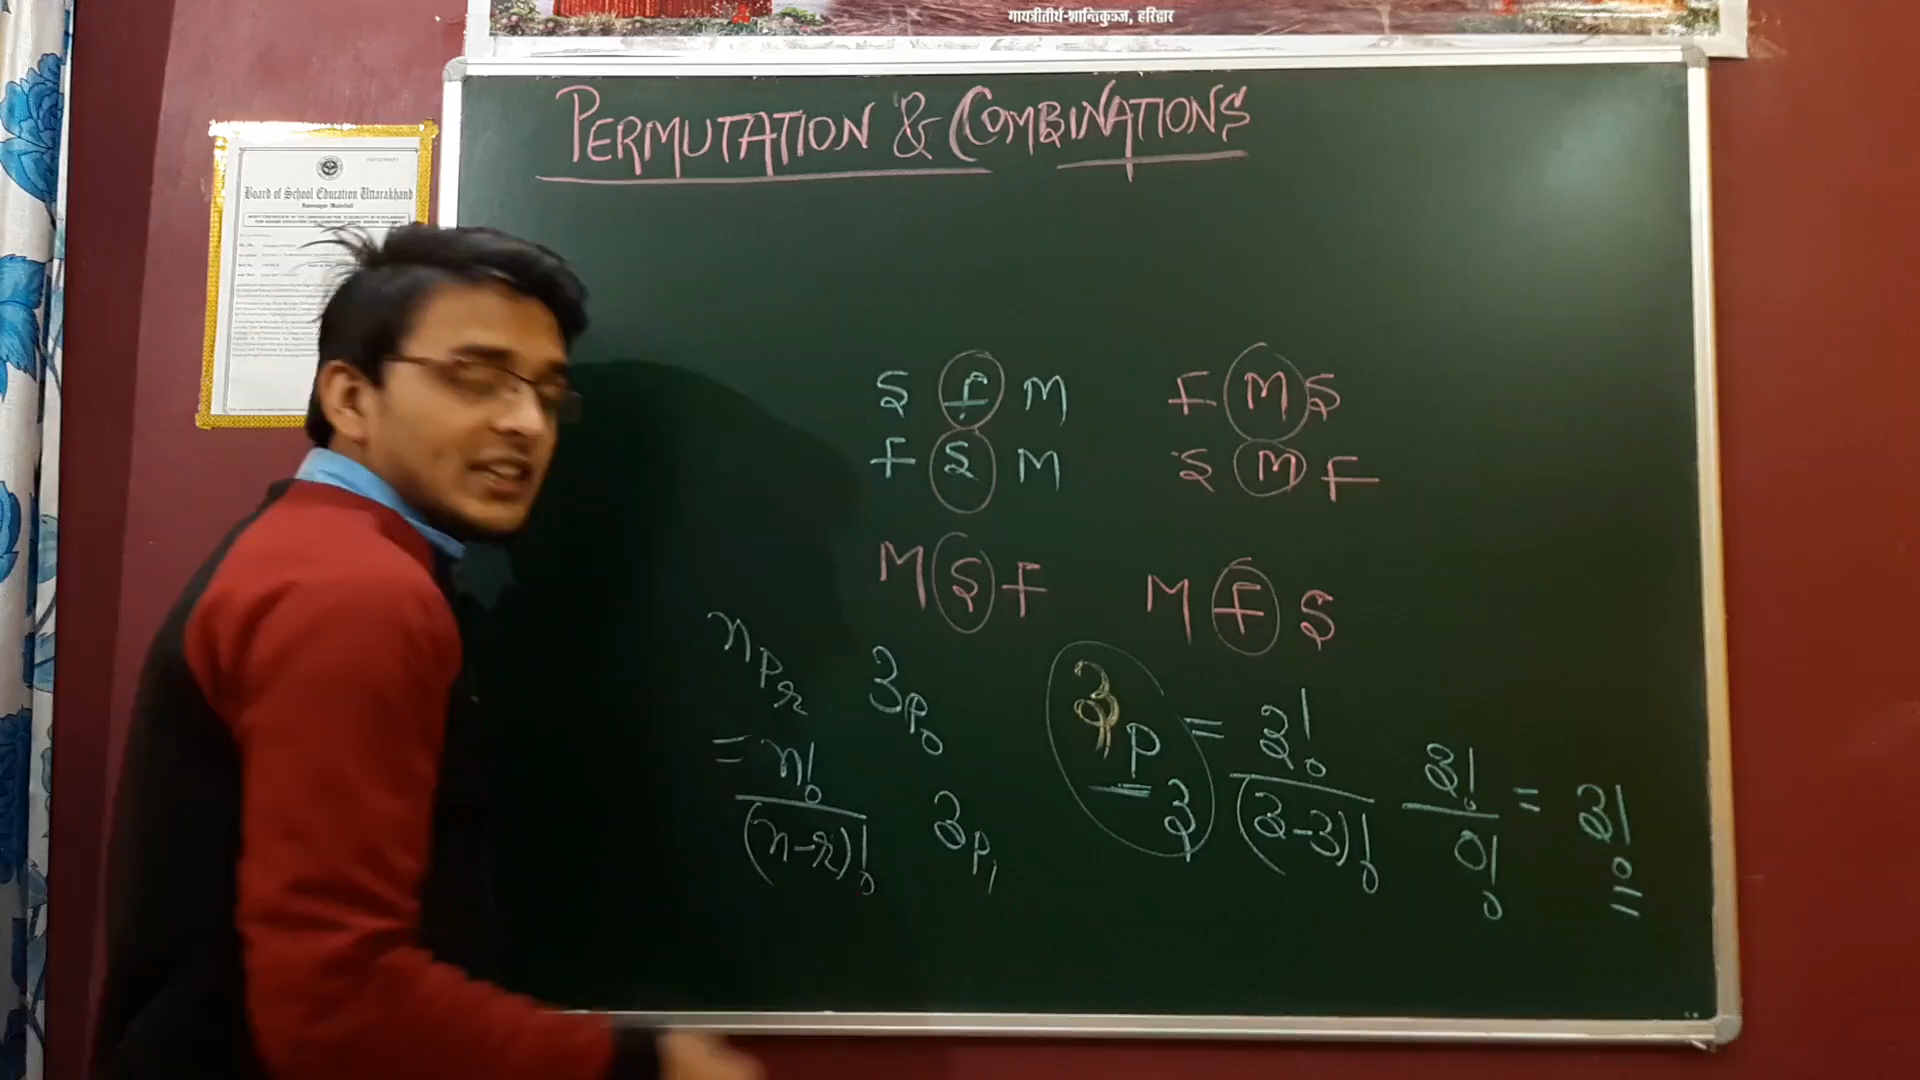 गायत्रीतीर्थ-शान्तिकुञ्ज, हरिद्वार
PERMUTATION & COMBINATIONS
Board of School Education Uttarakhand
S F M F M S
F S M S M F
M S F M F S
nPr 3P0 3P3 = 3!/(3-3)! 3!/0! = 3!
= n!/(n-r)! 3P1
=